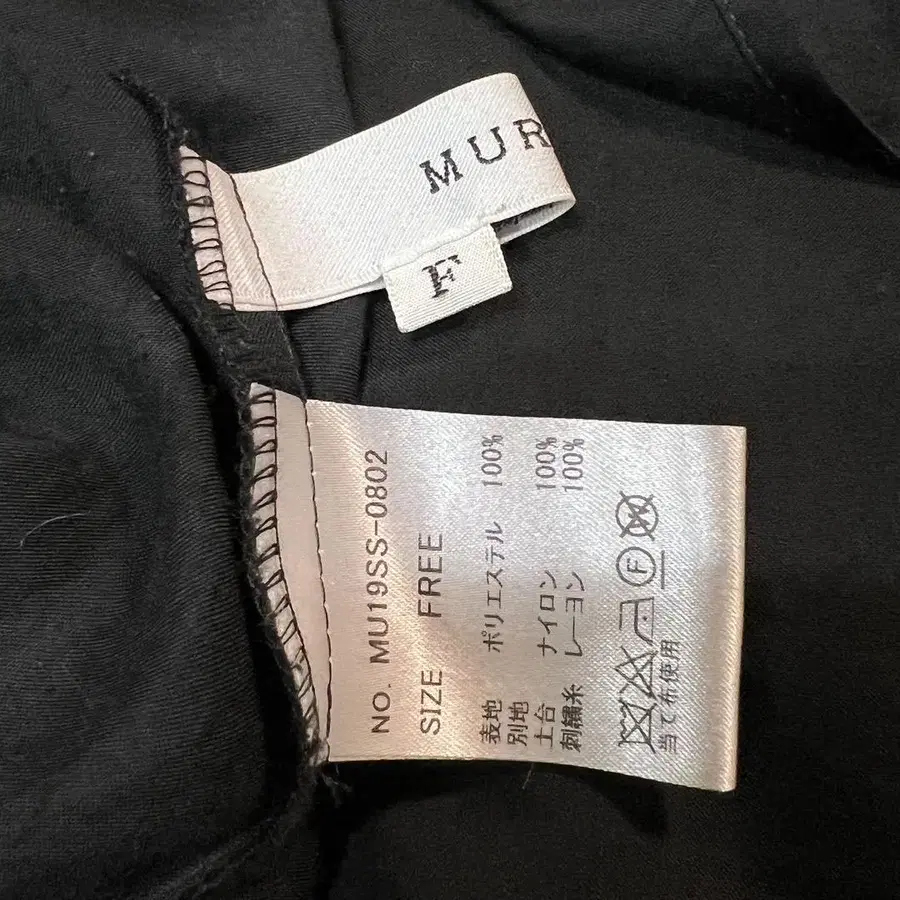 MUR
F
NO. MU19SS-0802
SIZE FREE
表地 ポリエステル 100%
別地
土台 ナイロン 100%
刺繍糸 レーヨン 100%
F
当て布使用